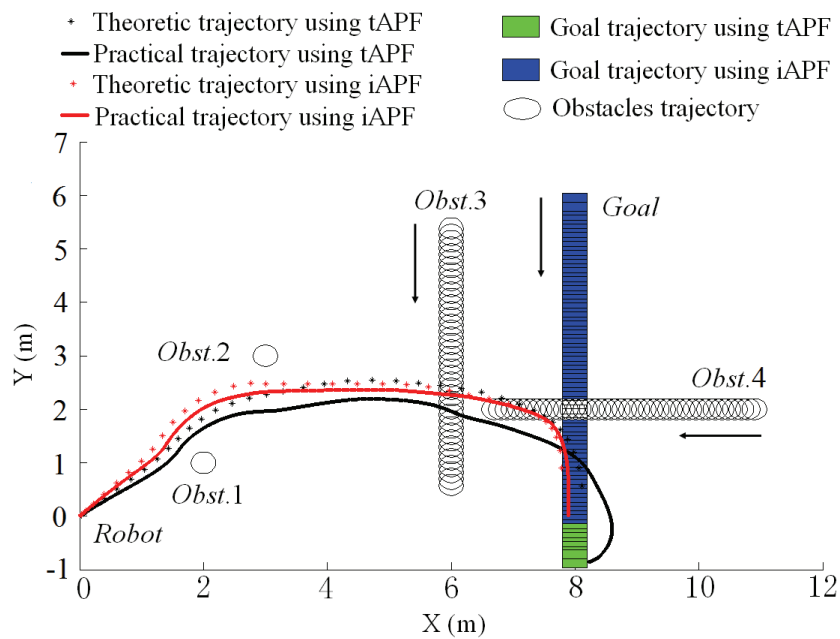 Theoretic trajectory using tAPF
Practical trajectory using tAPF
Theoretic trajectory using iAPF
Practical trajectory using iAPF
Goal trajectory using tAPF
Goal trajectory using iAPF
Obstacles trajectory
7
6
5
4
3
2
1
0
-1
Y (m)
Obst.3
Goal
Obst.2
Obst.4
Obst.1
Robot
0
2
4
6
8
10
12
X (m)